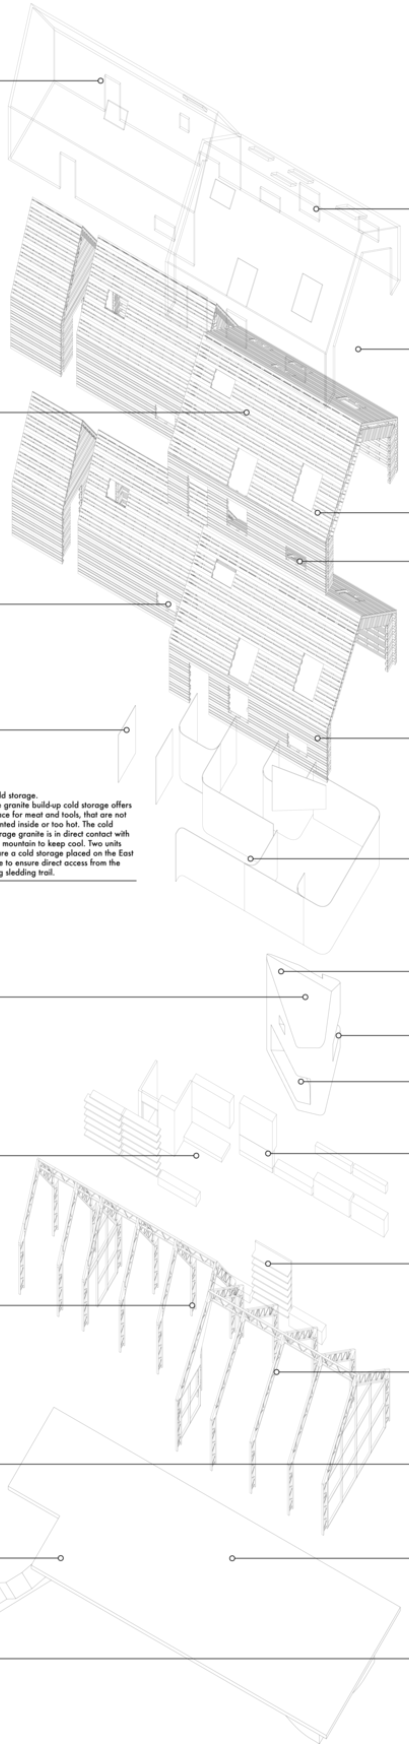 ld storage.
e granite build-up cold storage offers
ace for meat and tools, that are not
nted inside or too hot. The cold
rage granite is in direct contact with
mountain to keep cool. Two units
re a cold storage placed on the East
e to ensure direct access from the
g sledding trail.